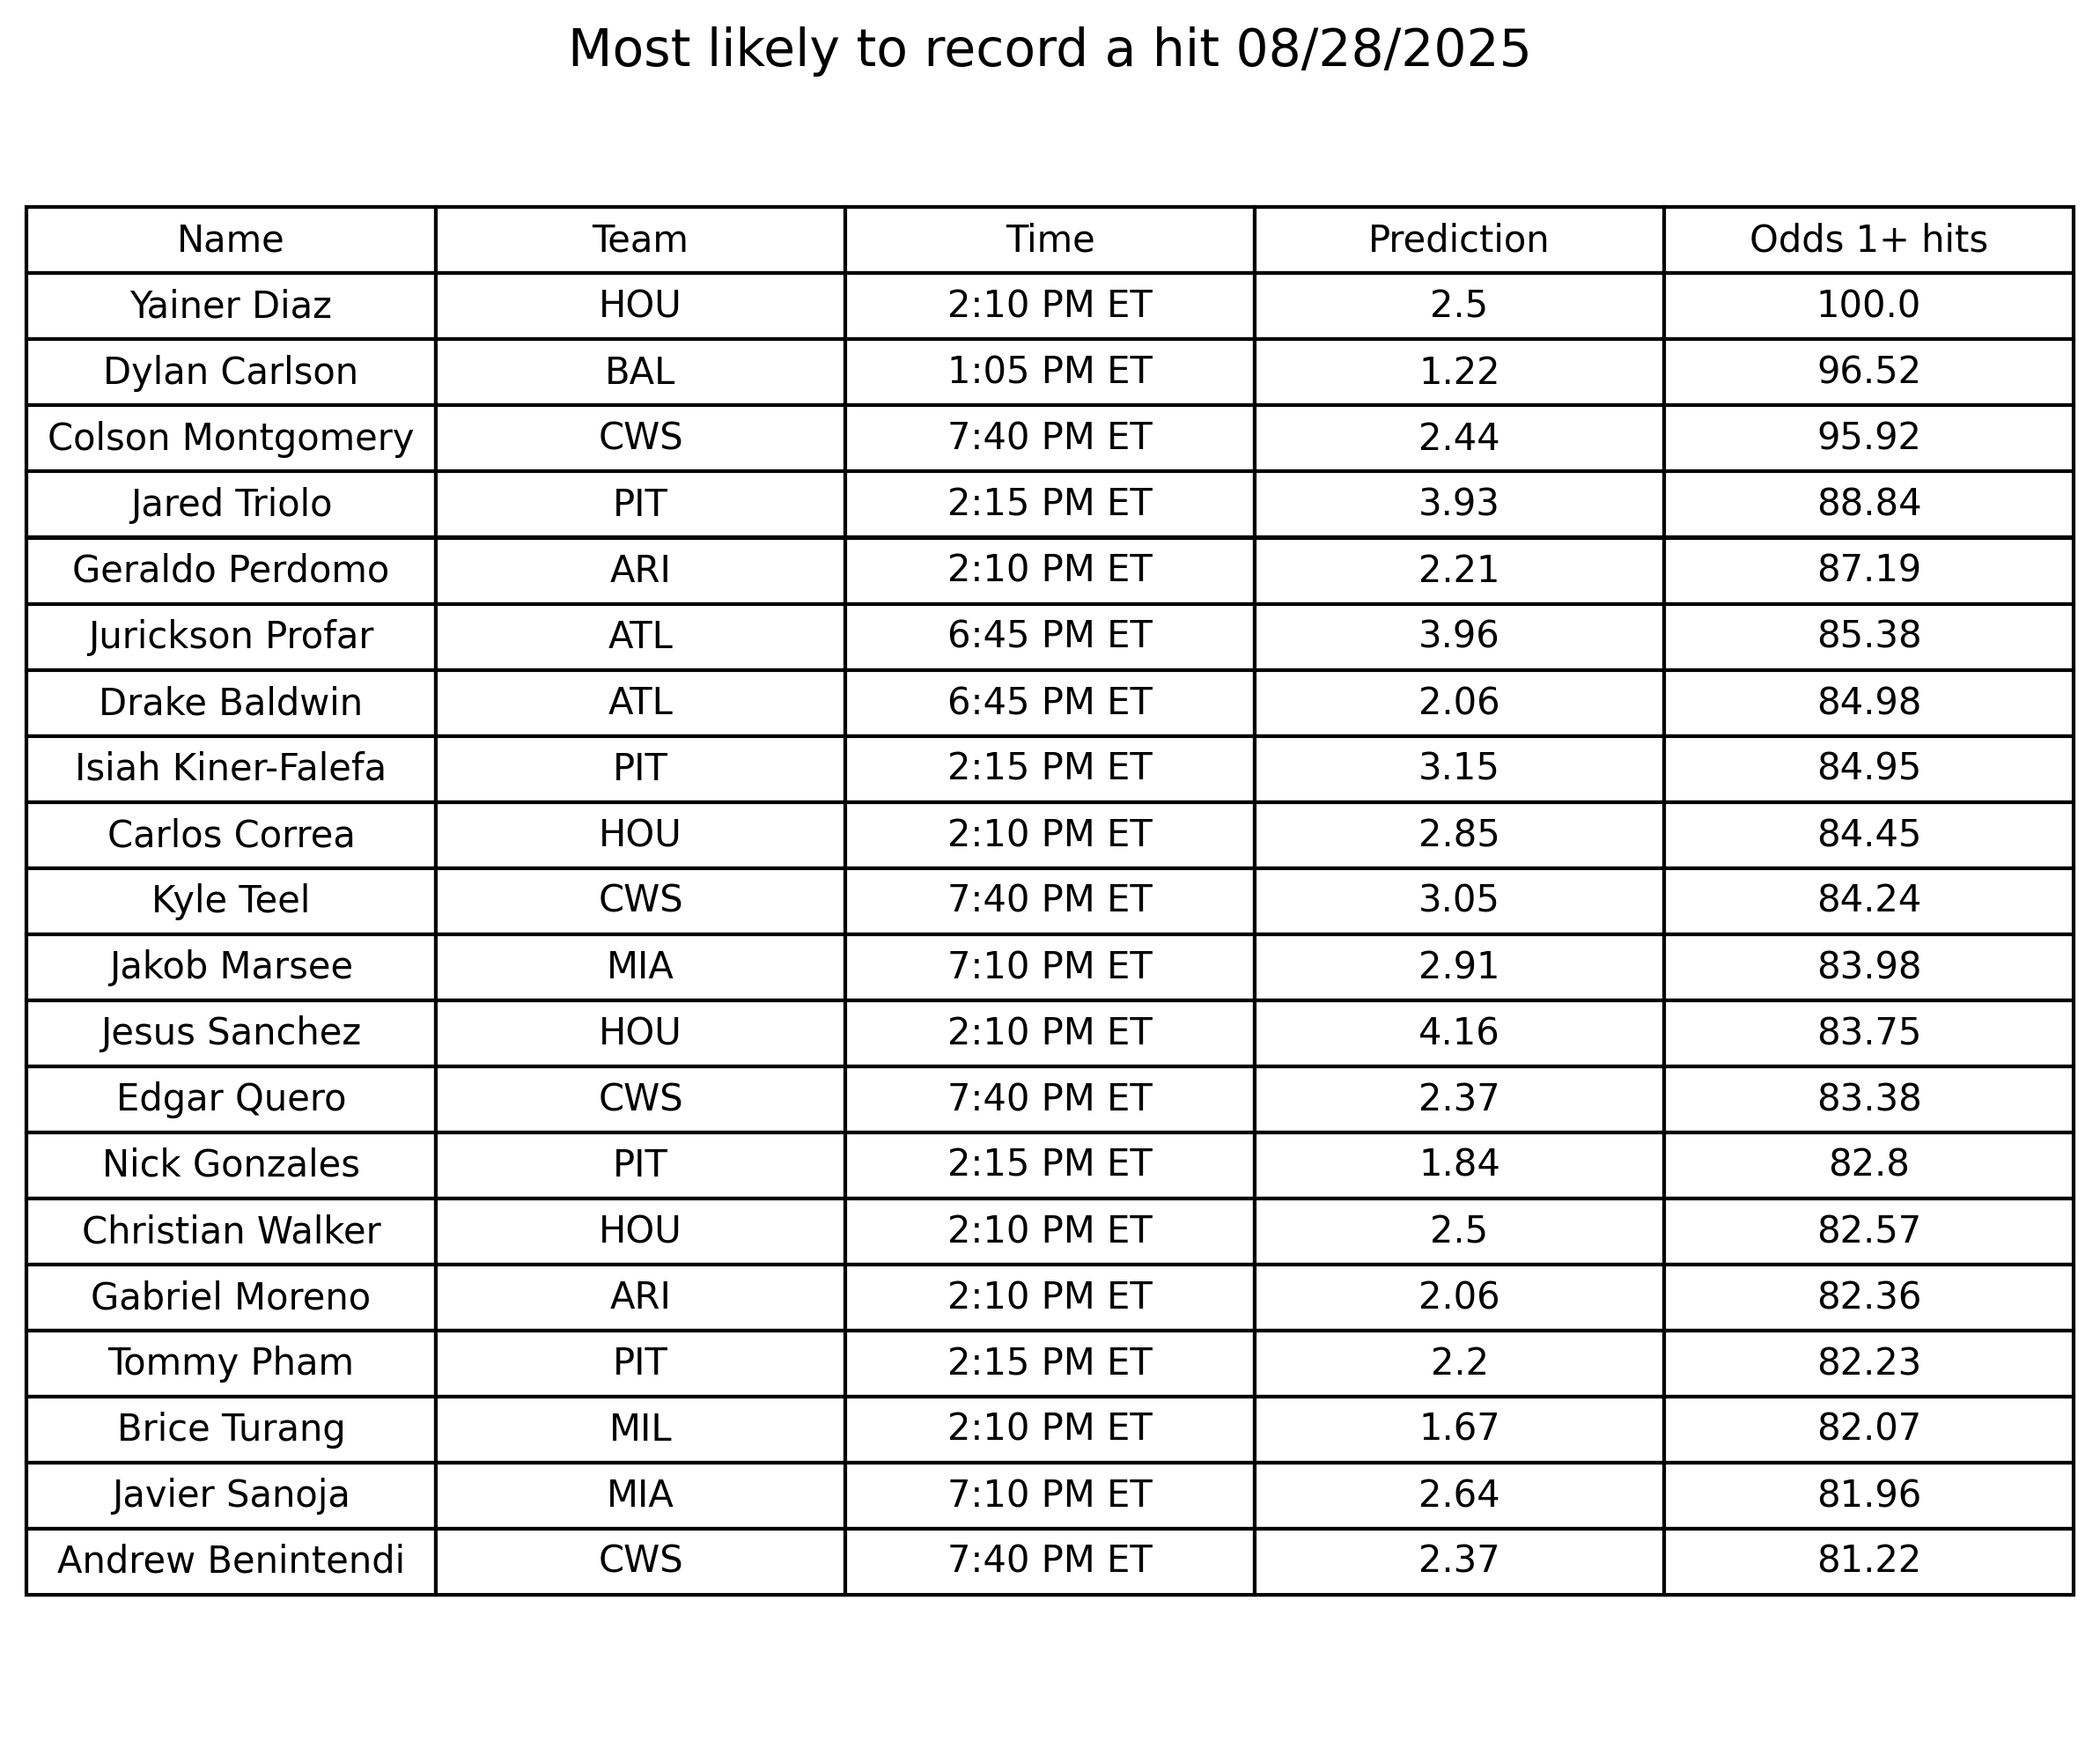 Most likely to record a hit 08/28/2025
Name Team Time Prediction Odds 1+ hits
Yainer Diaz HOU 2:10 PM ET 2.5 100.0
Dylan Carlson BAL 1:05 PM ET 1.22 96.52
Colson Montgomery CWS 7:40 PM ET 2.44 95.92
Jared Triolo PIT 2:15 PM ET 3.93 88.84
Geraldo Perdomo ARI 2:10 PM ET 2.21 87.19
Jurickson Profar ATL 6:45 PM ET 3.96 85.38
Drake Baldwin ATL 6:45 PM ET 2.06 84.98
Isiah Kiner-Falefa PIT 2:15 PM ET 3.15 84.95
Carlos Correa HOU 2:10 PM ET 2.85 84.45
Kyle Teel CWS 7:40 PM ET 3.05 84.24
Jakob Marsee MIA 7:10 PM ET 2.91 83.98
Jesus Sanchez HOU 2:10 PM ET 4.16 83.75
Edgar Quero CWS 7:40 PM ET 2.37 83.38
Nick Gonzales PIT 2:15 PM ET 1.84 82.8
Christian Walker HOU 2:10 PM ET 2.5 82.57
Gabriel Moreno ARI 2:10 PM ET 2.06 82.36
Tommy Pham PIT 2:15 PM ET 2.2 82.23
Brice Turang MIL 2:10 PM ET 1.67 82.07
Javier Sanoja MIA 7:10 PM ET 2.64 81.96
Andrew Benintendi CWS 7:40 PM ET 2.37 81.22